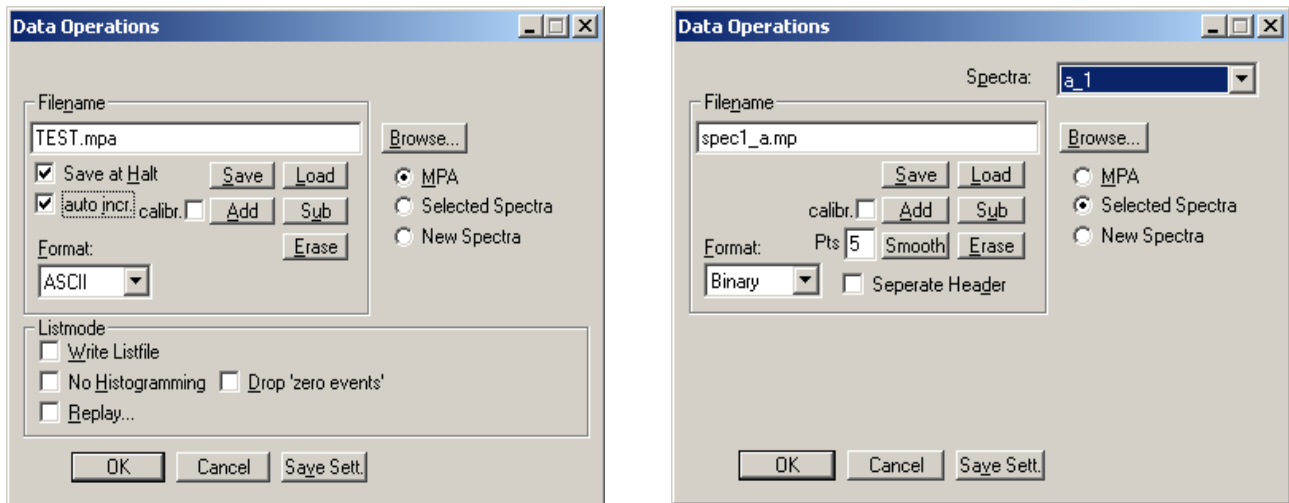 Data Operations
Filename
TEST.mpa
Browse...
Save at Halt
Save
Load
MPA
auto incr.
calibr.
Add
Sub
Selected Spectra
New Spectra
Format:
Erase
ASCII
Listmode
Write Listfile
No Histogramming
Drop 'zero events'
Replay...
OK
Cancel
Save Sett.
Data Operations
Spectra:
a_1
Filename
spec1_a.mp
Browse...
Save
Load
MPA
calibr.
Add
Sub
Selected Spectra
Format:
Pts
5
Smooth
Erase
New Spectra
Binary
Seperate Header
OK
Cancel
Save Sett.